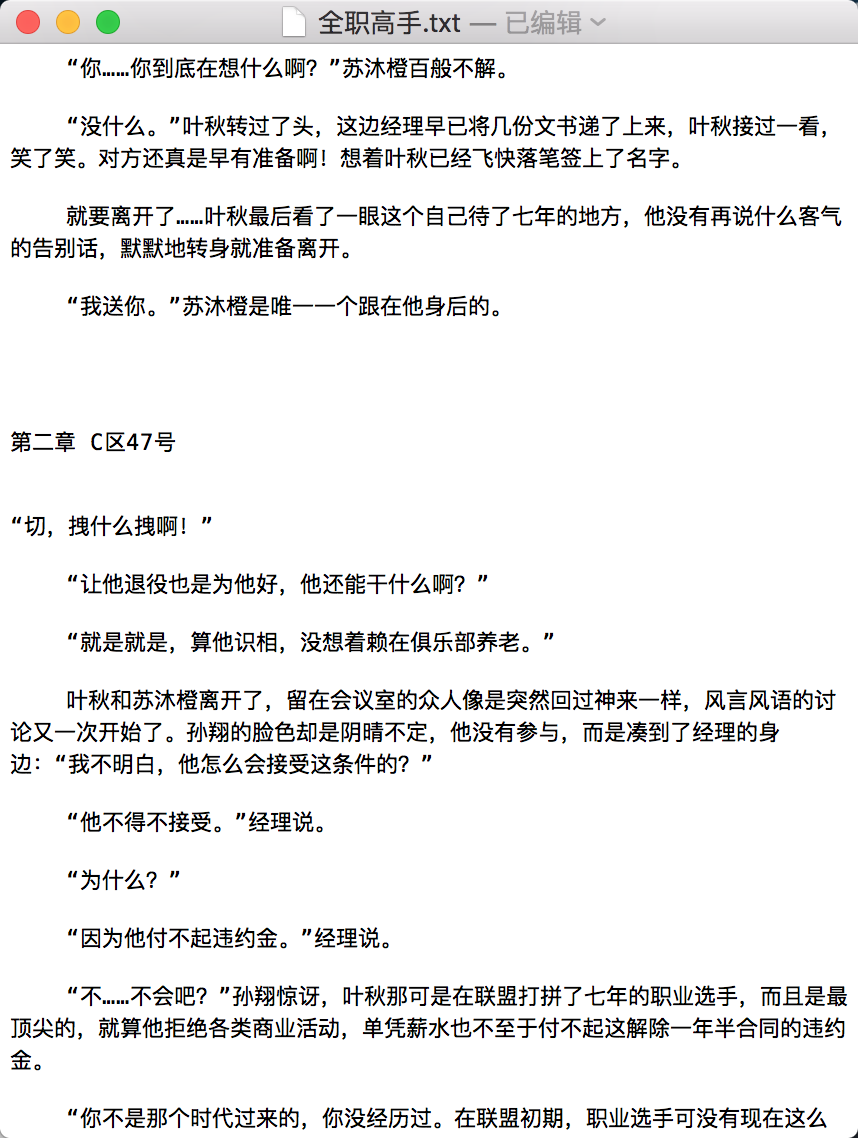 全职高手.txt — 已编辑
“你……你到底在想什么啊？”苏沐橙百般不解。
“没什么。”叶秋转过了头，这边经理早已将几份文书递了上来，叶秋接过一看，
笑了笑。对方还真是早有准备啊！想着叶秋已经飞快落笔签上了名字。
就要离开了……叶秋最后看了一眼这个自己待了七年的地方，他没有再说什么客气
的告别话，默默地转身就准备离开。
“我送你。”苏沐橙是唯一一个跟在他身后的。
第二章 C区47号
“切，拽什么拽啊！”
“让他退役也是为他好，他还能干什么啊？”
“就是就是，算他识相，没想着赖在俱乐部养老。”
叶秋和苏沐橙离开了，留在会议室的众人像是突然回过神来一样，风言风语的讨
论又一次开始了。孙翔的脸色却是阴晴不定，他没有参与，而是凑到了经理的身
边：“我不明白，他怎么会接受这条件的？”
“他不得不接受。”经理说。
“为什么？”
“因为他付不起违约金。”经理说。
“不……不会吧？”孙翔惊讶，叶秋那可是在联盟打拼了七年的职业选手，而且是最
顶尖的，就算他拒绝各类商业活动，单凭薪水也不至于付不起这解除一年半合同的违约
金。
“你不是那个时代过来的，你没经历过。在联盟初期，职业选手可没有现在这么